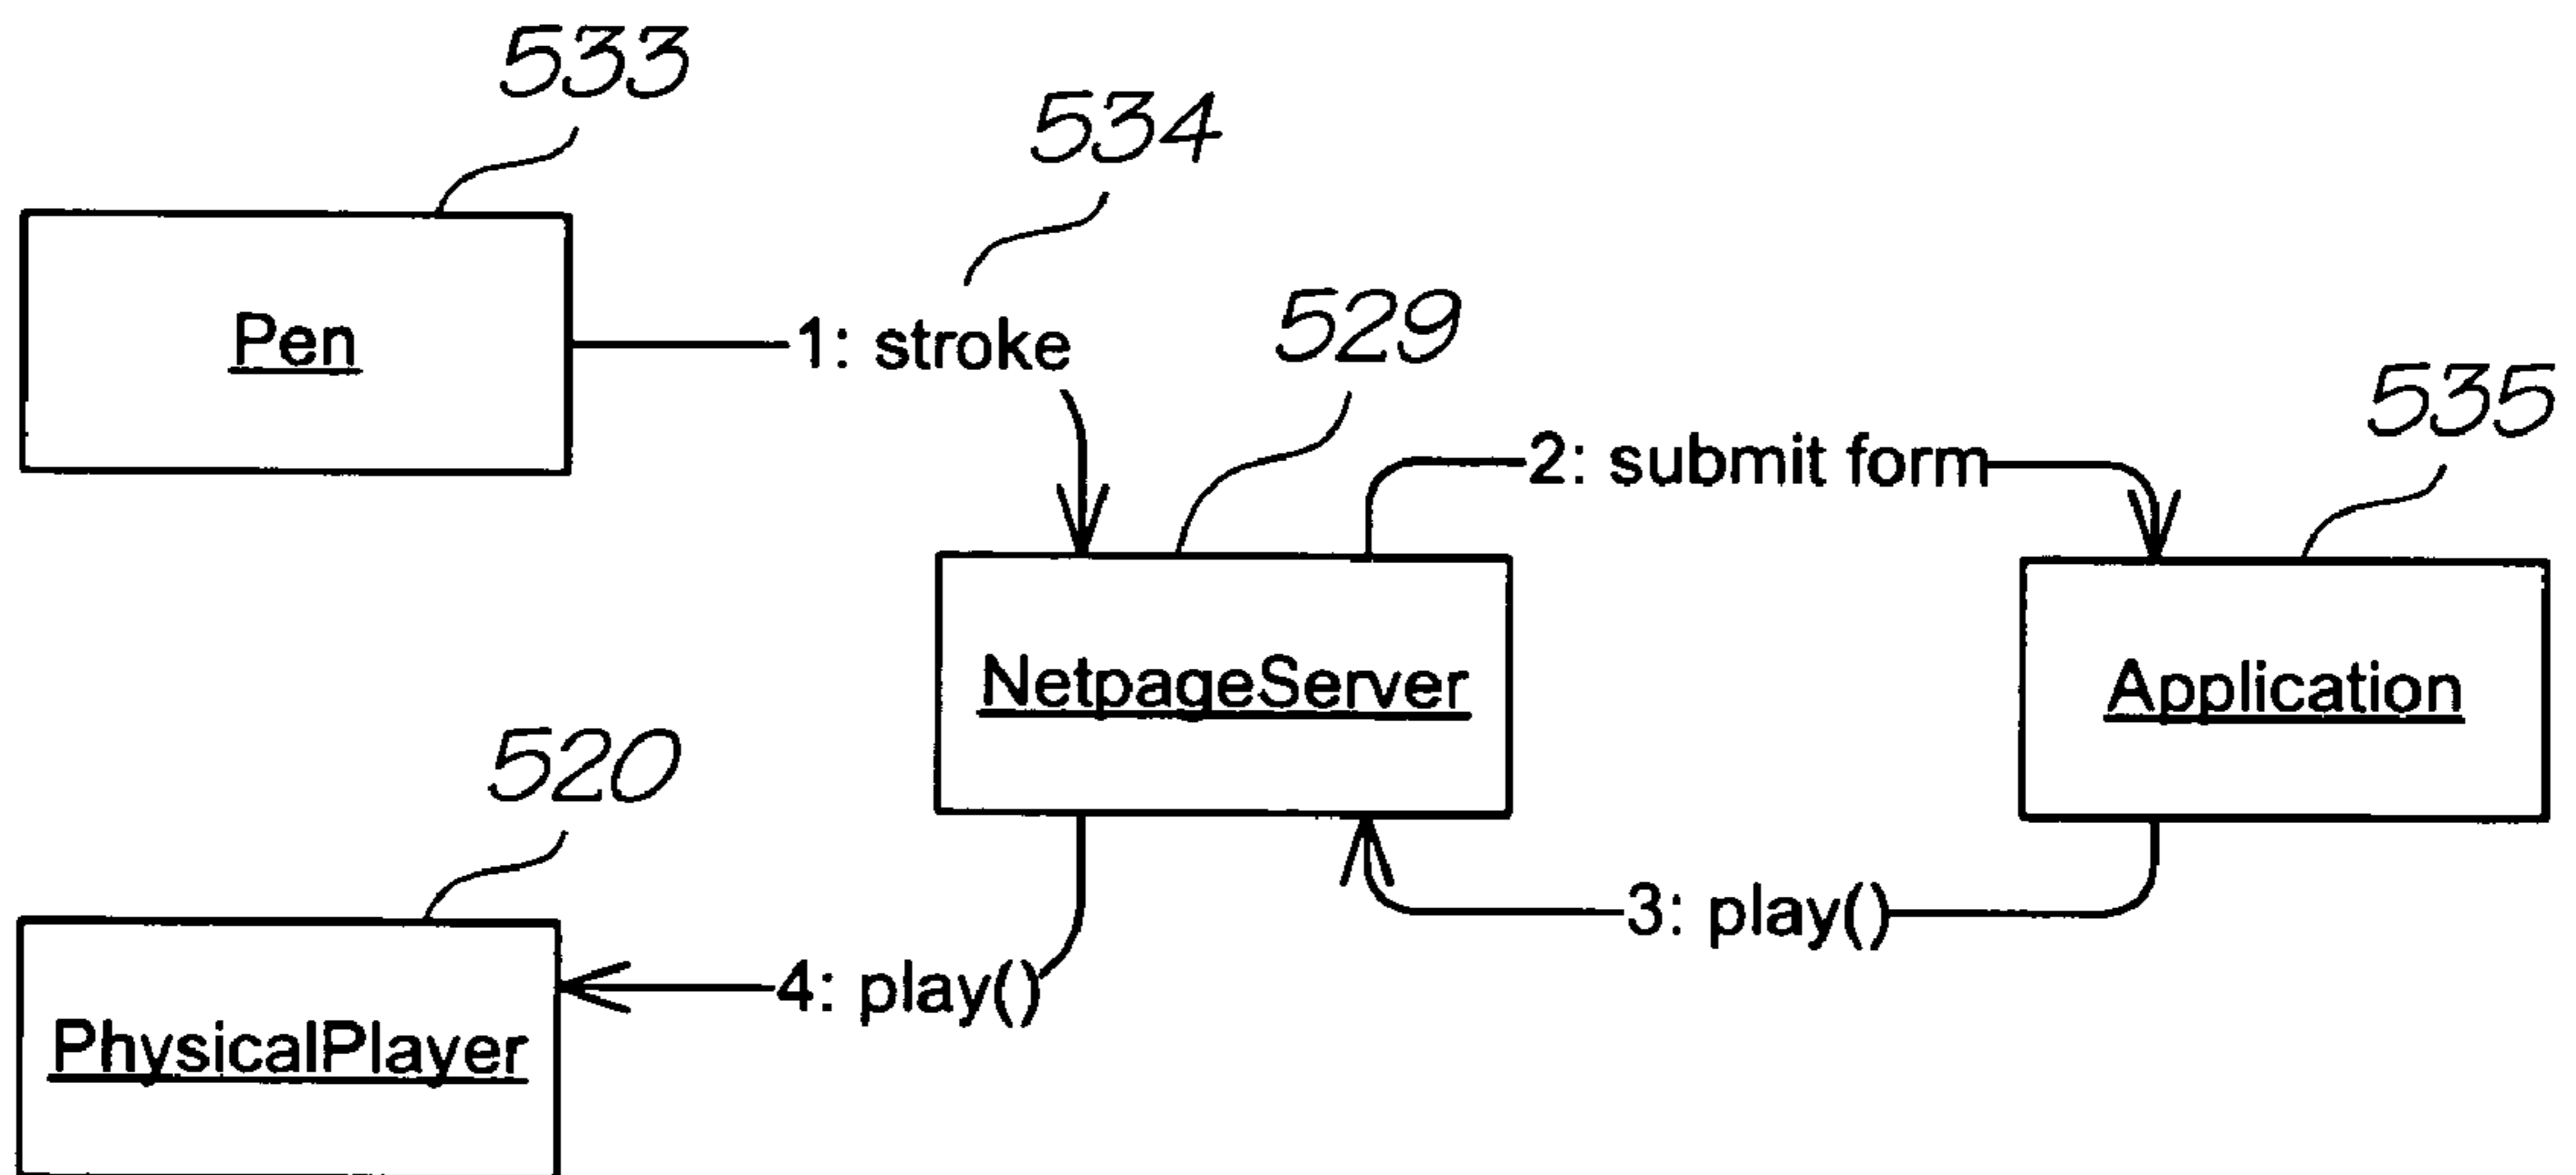 533
534
Pen
1: stroke
529
535
2: submit form
NetpageServer
Application
520
3: play()
4: play()
PhysicalPlayer